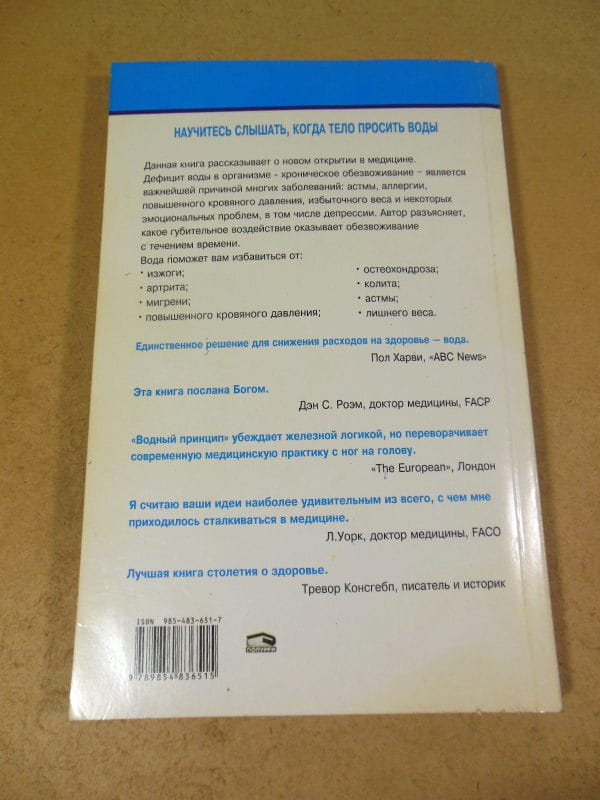 НАУЧИТЕСЬ СЛЫШАТЬ, КОГДА ТЕЛО ПРОСИТЬ ВОДЫ
Данная книга рассказывает о новом открытии в медицине.
Дефицит воды в организме - хроническое обезвоживание – является
важнейшей причиной многих заболеваний: астмы, аллергии,
повышенного кровяного давления, избыточного веса и некоторых
эмоциональных проблем, в том числе депрессии. Автор разъясняет,
какое губительное воздействие оказывает обезвоживание
с течением времени.
Вода поможет вам избавиться от:
• изжоги;
• артрита;
• мигрени;
• повышенного кровяного давления;
• остеохондроза;
• колита;
• астмы;
• лишнего веса.
Единственное решение для снижения расходов на здоровье – вода.
Пол Харви, «ABC News»
Эта книга послана Богом.
Дэн С. Роэм, доктор медицины, FACP
«Водный принцип» убеждает железной логикой, но переворачивает
современную медицинскую практику с ног на голову.
«The European», Лондон
Я считаю ваши идеи наиболее удивительным из всего, с чем мне
приходилось сталкиваться в медицине.
Л.Уорк, доктор медицины, FACO
Лучшая книга столетия о здоровье.
Тревор Консгебл, писатель и историк
ISBN 985-483-651-7
9 789854 836515
ПОПУРРИ